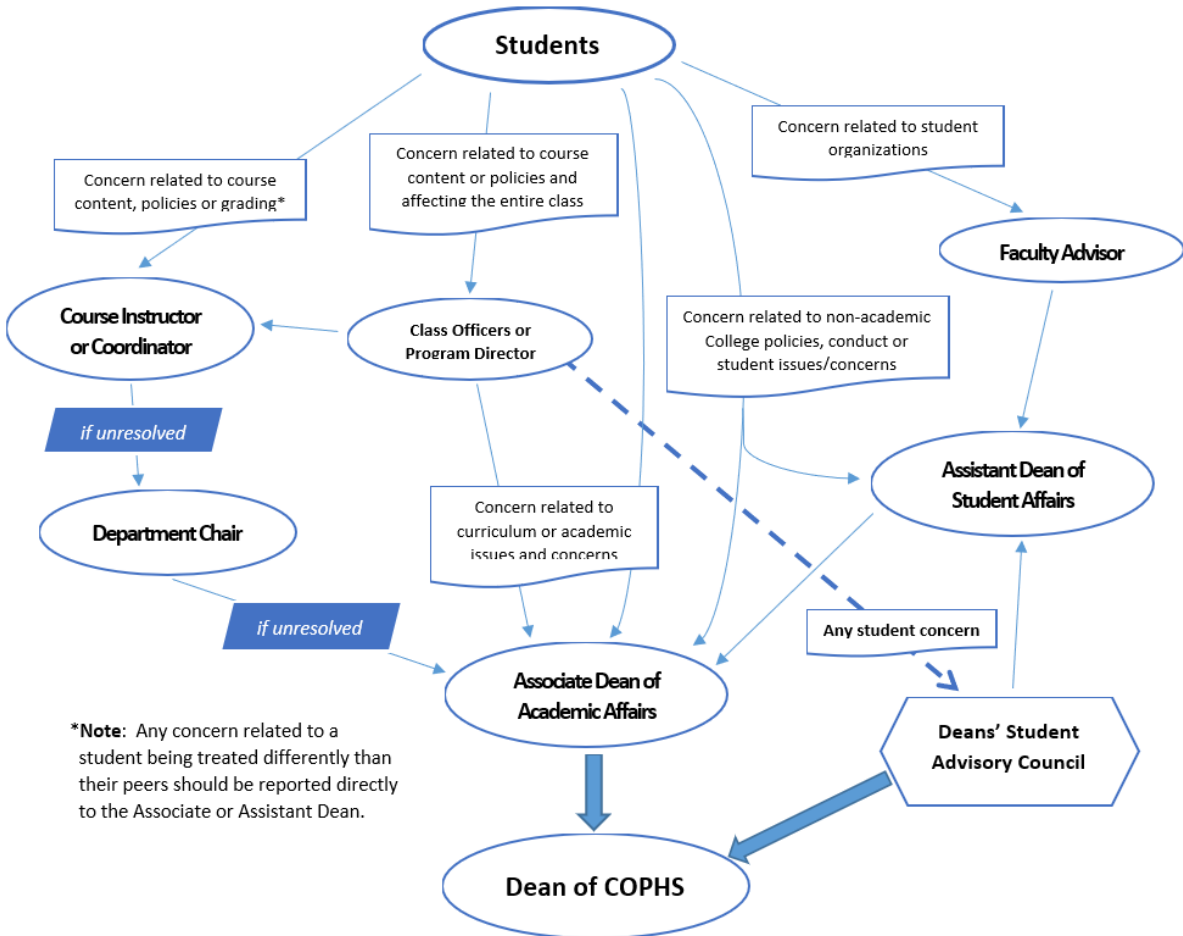 Students
Concern related to student
organizations
Concern related to course
content or policies and
affecting the entire class
Concern related to course
content, policies or grading*
Faculty Advisor
Course Instructor
or Coordinator
Class Officers or
Program Director
Concern related to non-academic
College policies, conduct or
student issues/concerns
if unresolved
Assistant Dean of
Student Affairs
Department Chair
Concern related to
curriculum or academic
issues and concerns
if unresolved
Any student concern
Associate Dean of
Academic Affairs
Deans’ Student
Advisory Council
*Note:  Any concern related to a
student being treated differently than
their peers should be reported directly
to the Associate or Assistant Dean.
Dean of COPHS